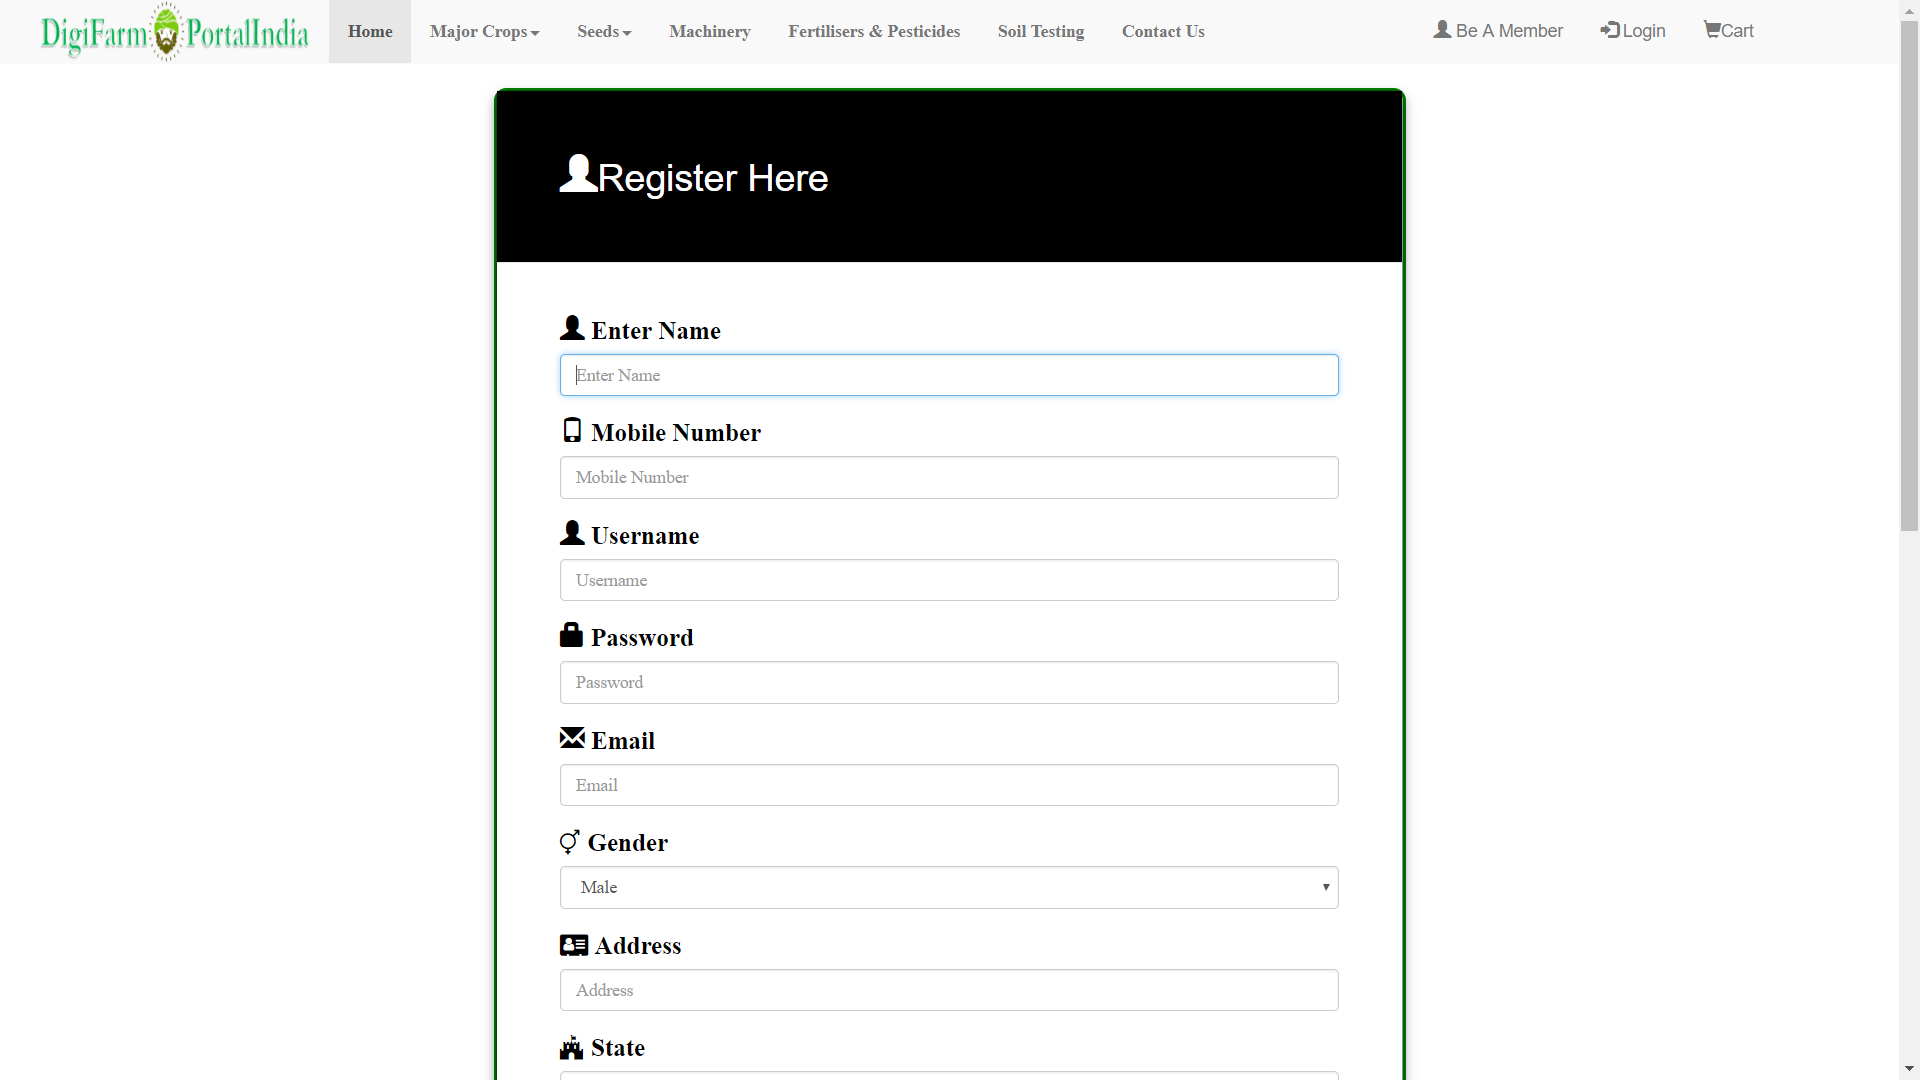 DigiFarm PortalIndia
Home Major Crops Seeds Machinery Fertilisers & Pesticides Soil Testing Contact Us Be A Member Login Cart
Register Here
Enter Name
Enter Name
Mobile Number
Mobile Number
Username
Username
Password
Password
Email
Email
Gender
Male
Address
Address
State